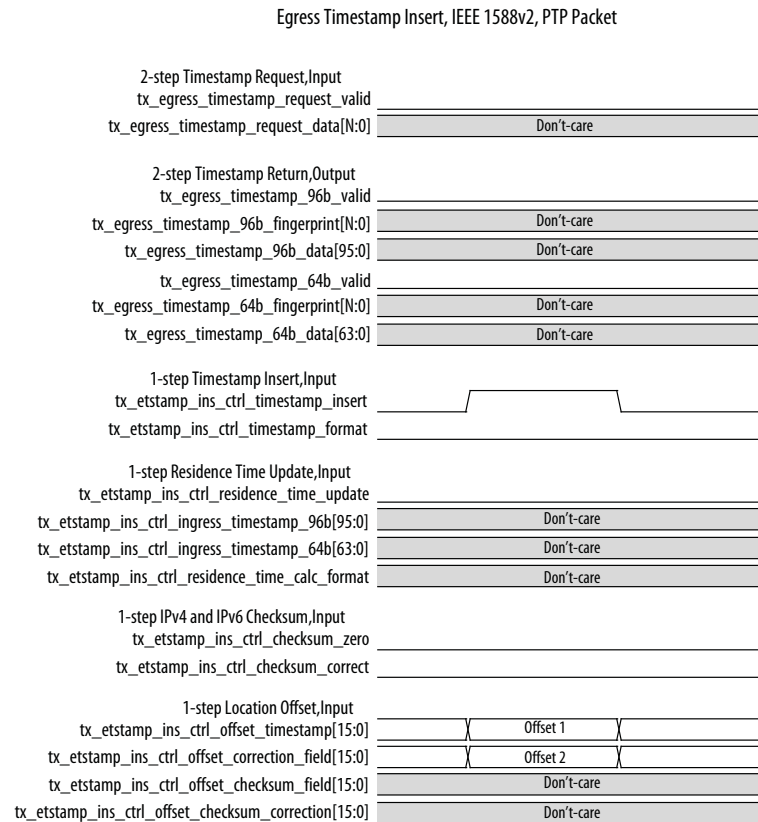 Egress Timestamp Insert, IEEE 1588v2, PTP Packet
2-step Timestamp Request,Input
tx_egress_timestamp_request_valid
tx_egress_timestamp_request_data[N:0] Don't-care
2-step Timestamp Return,Output
tx_egress_timestamp_96b_valid
tx_egress_timestamp_96b_fingerprint[N:0] Don't-care
tx_egress_timestamp_96b_data[95:0] Don't-care
tx_egress_timestamp_64b_valid
tx_egress_timestamp_64b_fingerprint[N:0] Don't-care
tx_egress_timestamp_64b_data[63:0] Don't-care
1-step Timestamp Insert,Input
tx_etstamp_ins_ctrl_timestamp_insert
tx_etstamp_ins_ctrl_timestamp_format
1-step Residence Time Update,Input
tx_etstamp_ins_ctrl_residence_time_update
tx_etstamp_ins_ctrl_ingress_timestamp_96b[95:0] Don't-care
tx_etstamp_ins_ctrl_ingress_timestamp_64b[63:0] Don't-care
tx_etstamp_ins_ctrl_residence_time_calc_format Don't-care
1-step IPv4 and IPv6 Checksum,Input
tx_etstamp_ins_ctrl_checksum_zero
tx_etstamp_ins_ctrl_checksum_correct
1-step Location Offset,Input
tx_etstamp_ins_ctrl_offset_timestamp[15:0] Offset 1
tx_etstamp_ins_ctrl_offset_correction_field[15:0] Offset 2
tx_etstamp_ins_ctrl_offset_checksum_field[15:0] Don't-care
tx_etstamp_ins_ctrl_offset_checksum_correction[15:0] Don't-care